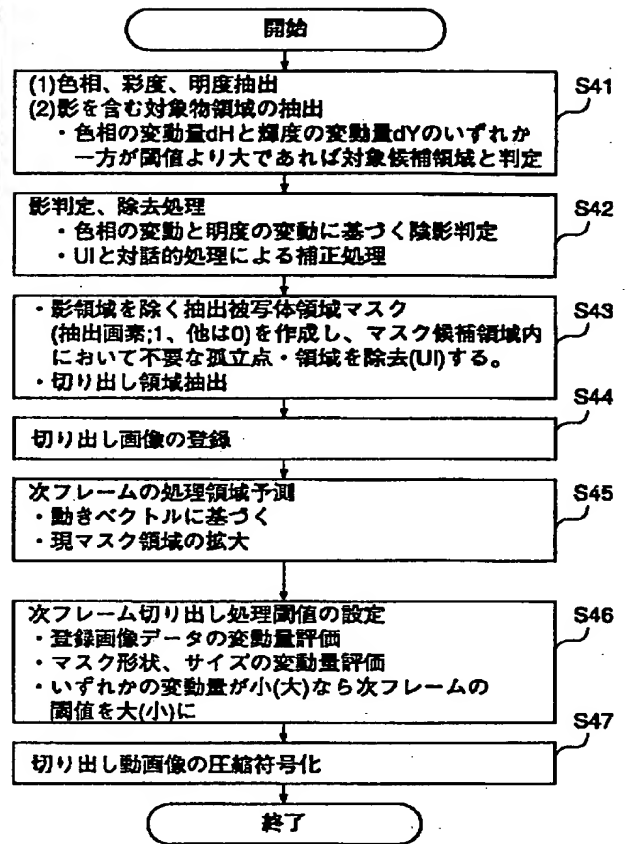 開始
(1)色相、彩度、明度抽出
(2)影を含む対象物領域の抽出
・色相の変動量dHと輝度の変動量dYのいずれか
一方が閾値より大であれば対象候補領域と判定
S41
影判定、除去処理
・色相の変動と明度の変動に基づく陰影判定
・UIと対話的処理による補正処理
S42
・影領域を除く抽出被写体領域マスク
(抽出画素;1、他は0)を作成し、マスク候補領域内
において不要な孤立点・領域を除去(UI)する。
・切り出し領域抽出
S43
切り出し画像の登録
S44
次フレームの処理領域予測
・動きベクトルに基づく
・現マスク領域の拡大
S45
次フレーム切り出し処理閾値の設定
・登録画像データの変動量評価
・マスク形状、サイズの変動量評価
・いずれかの変動量が小(大)なら次フレームの
閾値を大(小)に
S46
切り出し動画像の圧縮符号化
S47
終了